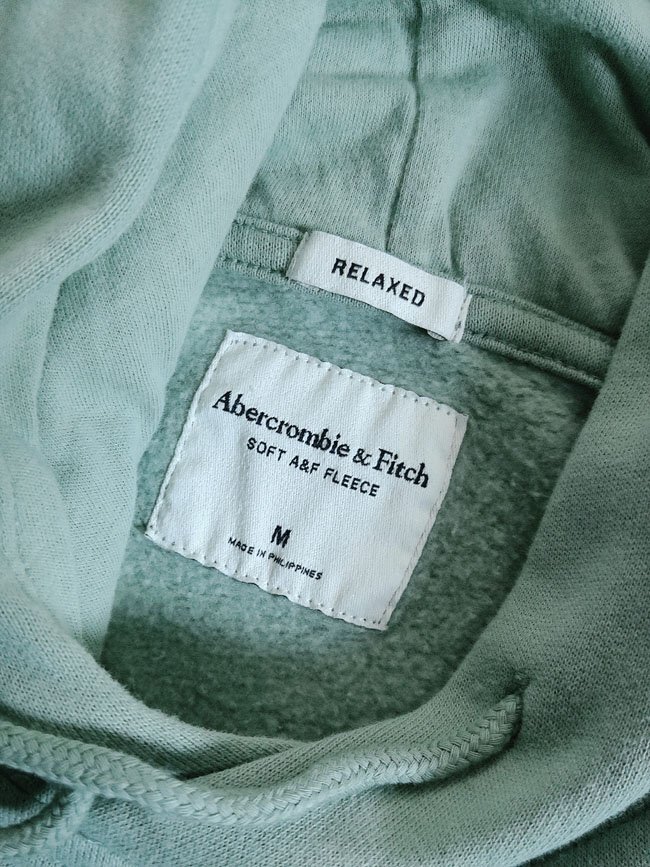 RELAXED
Abercrombie & Fitch
SOFT A&F FLEECE
M
MADE IN PHILIPPINES